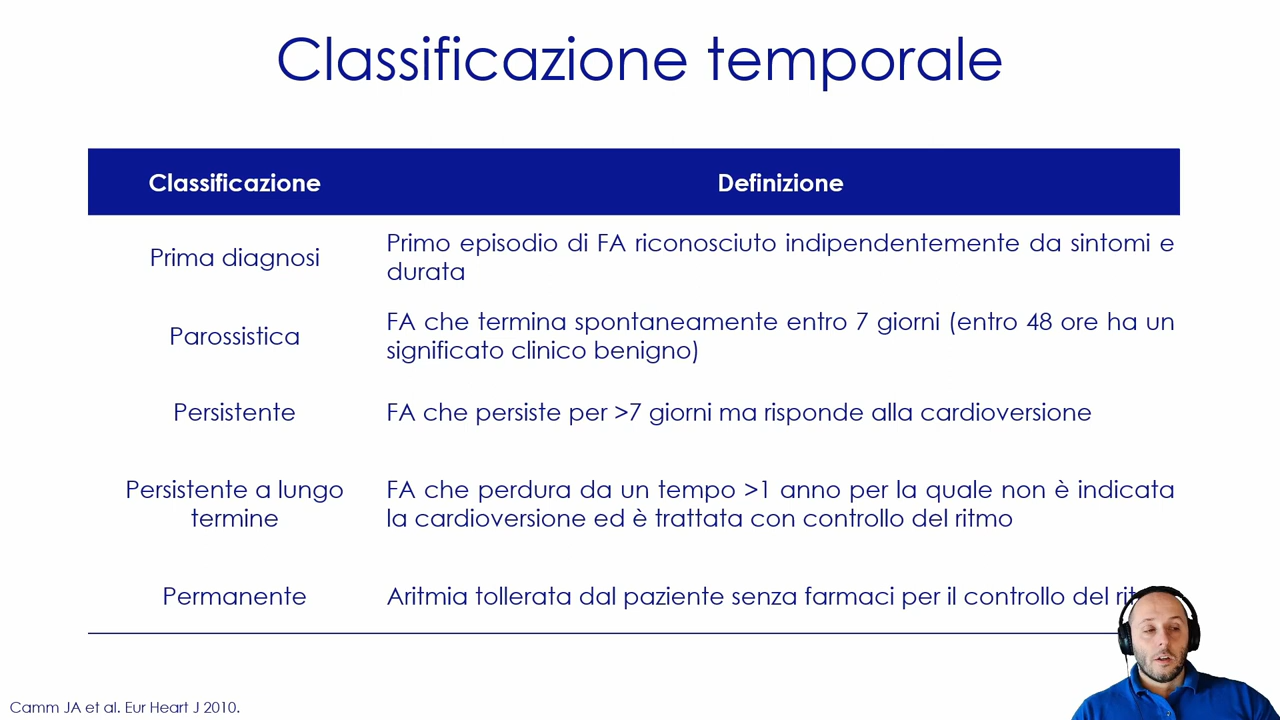 Classificazione temporale
Classificazione
Definizione
Prima diagnosi
Primo episodio di FA riconosciuto indipendentemente da sintomi e
durata
Parossistica
FA che termina spontaneamente entro 7 giorni (entro 48 ore ha un
significato clinico benigno)
Persistente
FA che persiste per >7 giorni ma risponde alla cardioversione
Persistente a lungo
termine
FA che perdura da un tempo >1 anno per la quale non è indicata
la cardioversione ed è trattata con controllo del ritmo
Permanente
Aritmia tollerata dal paziente senza farmaci per il controllo del
Camm JA et al. Eur Heart J 2010.